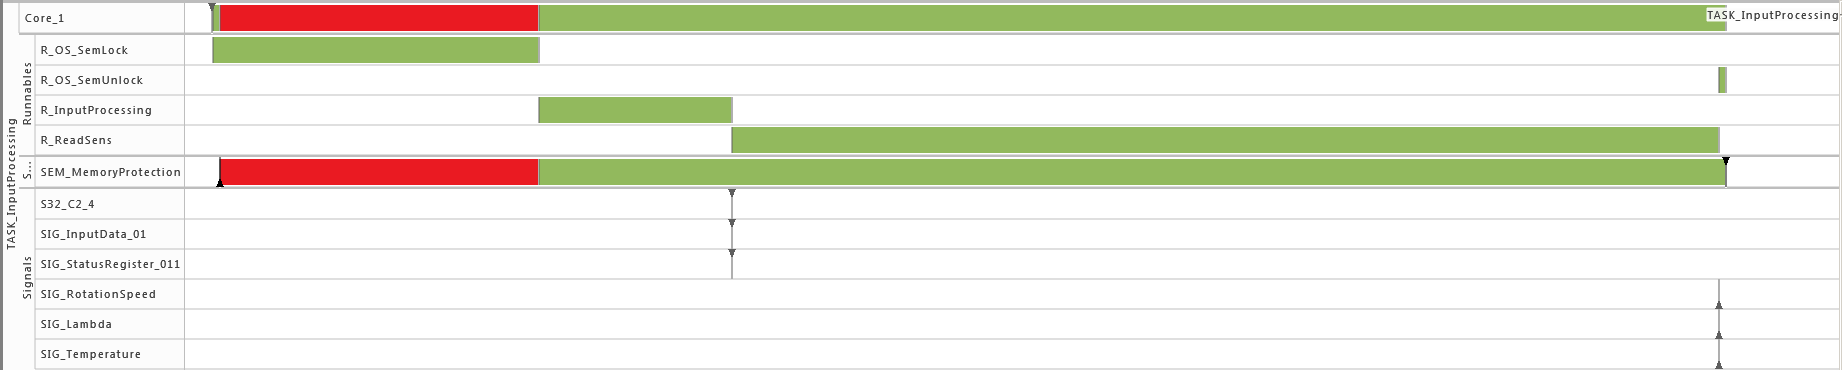 Core_1
TASK_InputProcessing
TASK_InputProcessing
Runnables
R_OS_SemLock
R_OS_SemUnlock
R_InputProcessing
R_ReadSens
S...
SEM_MemoryProtection
Signals
S32_C2_4
SIG_InputData_01
SIG_StatusRegister_011
SIG_RotationSpeed
SIG_Lambda
SIG_Temperature